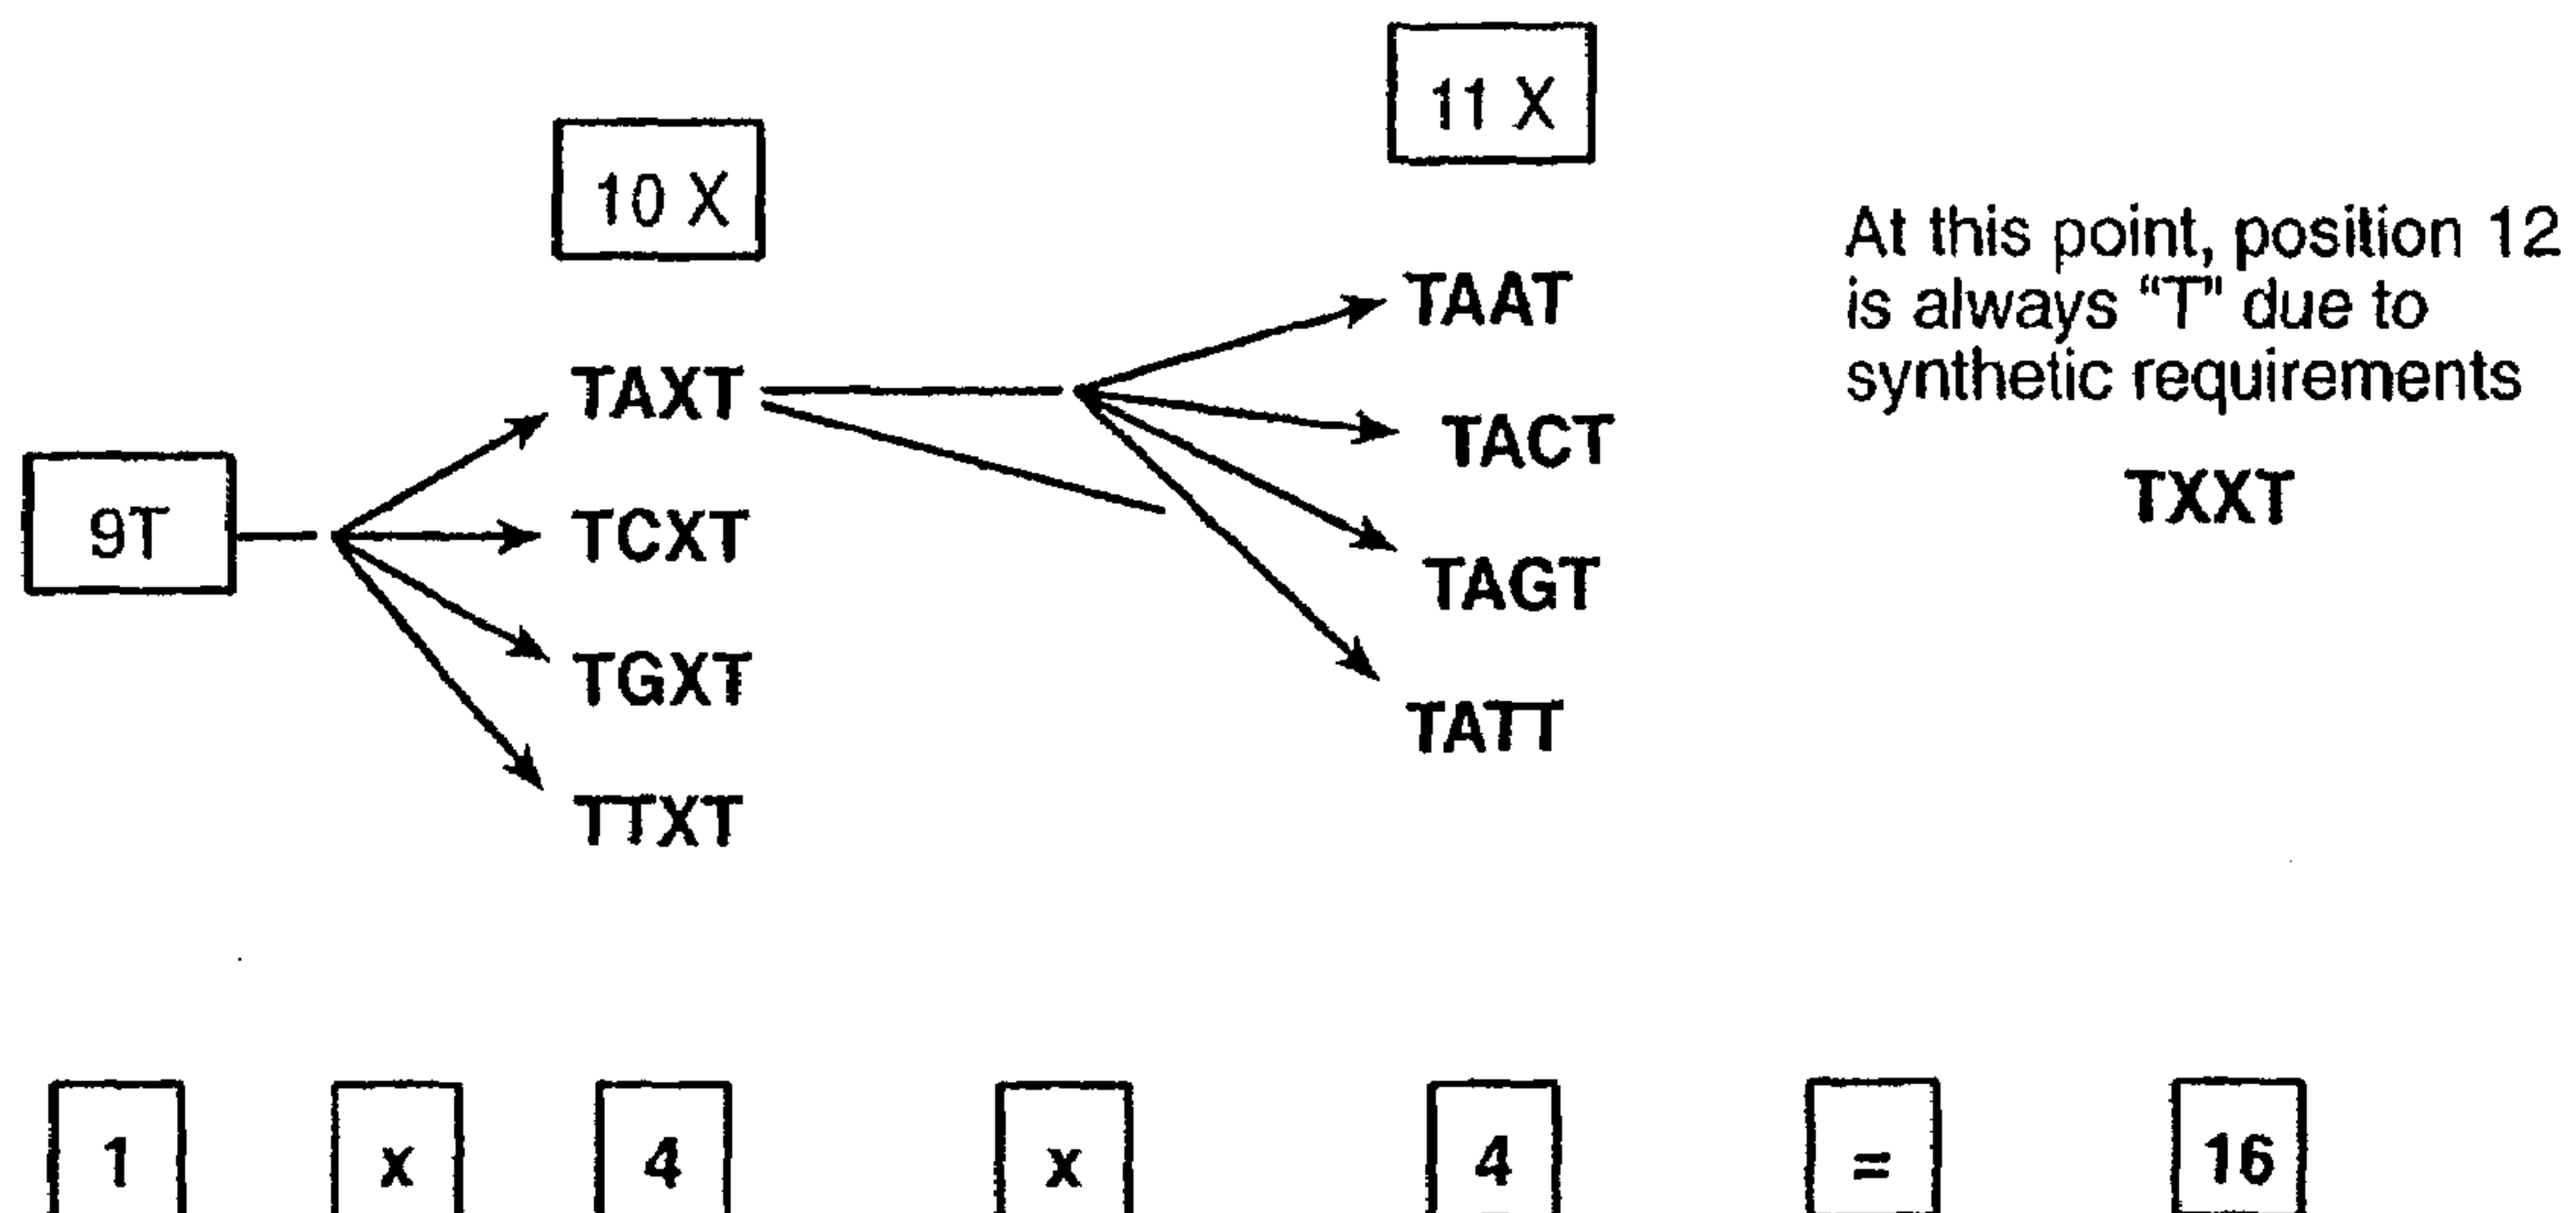 11 X
10 X
At this point, position 12
is always “T” due to
synthetic requirements
TAAT
TAXT
TACT
TXXT
9T
TCXT
TAGT
TGXT
TATT
TTXT
1 x 4 x 4 = 16